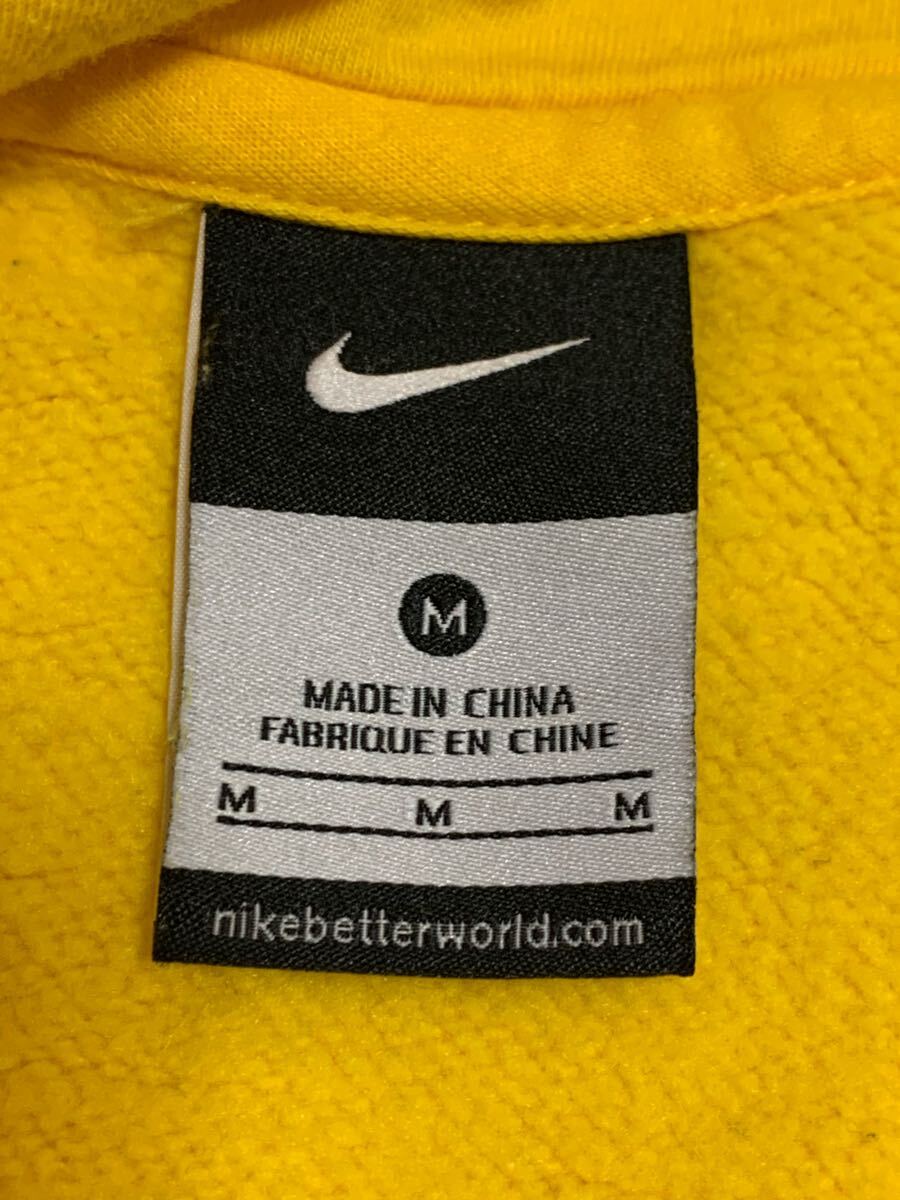 M
MADE IN CHINA
FABRIQUE EN CHINE
M M M
nikebetterworld.com